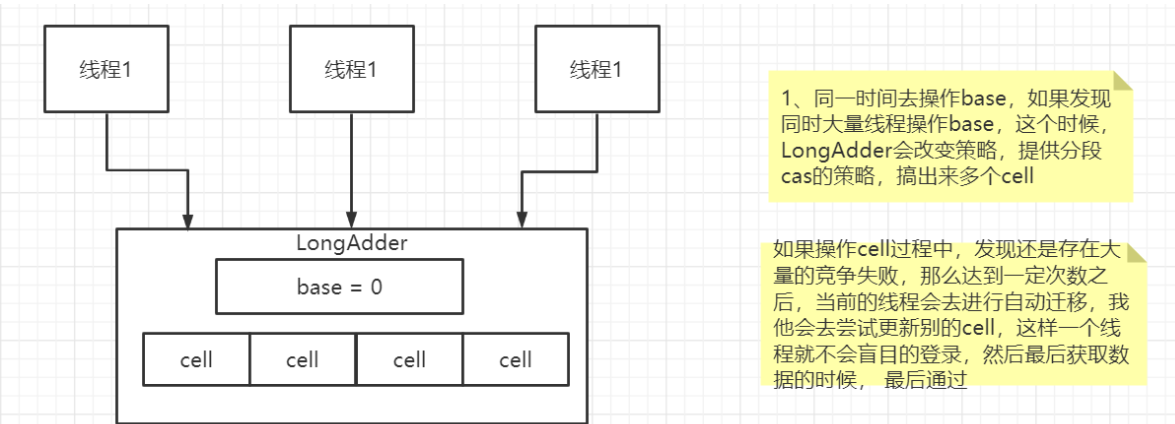 线程1
线程1
线程1
LongAdder
base = 0
cell
cell
cell
cell
1、同一时间去操作base，如果发现
同时大量线程操作base，这个时候，
LongAdder会改变策略，提供分段
cas的策略，搞出来多个cell
如果操作cell过程中，发现还是存在大
量的竞争失败，那么达到一定次数之
后，当前的线程会去进行自动迁移，我
他会去尝试更新别的cell，这样一个线
程就不会盲目的登录，然后最后获取数
据的时候， 最后通过